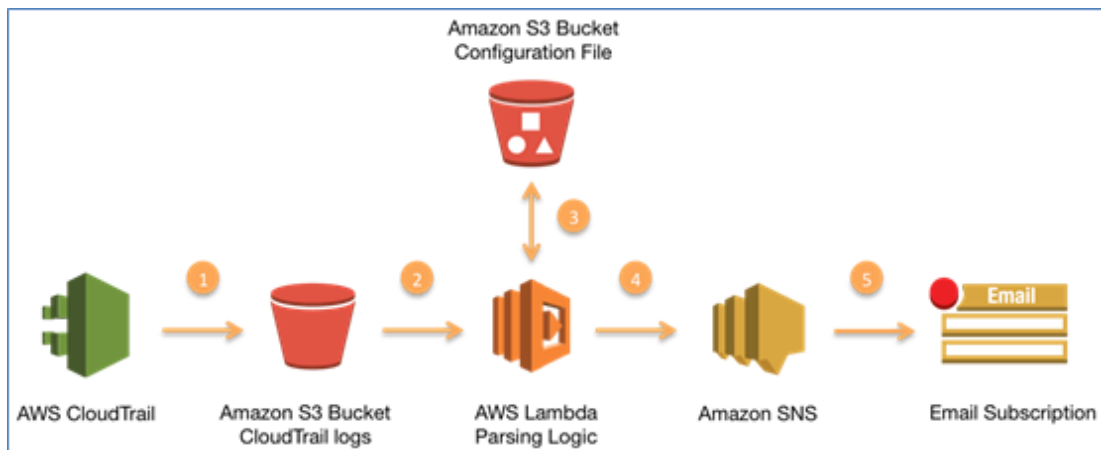 Amazon S3 Bucket
Configuration File
3
1
2
4
5
Email
AWS CloudTrail
Amazon S3 Bucket
CloudTrail logs
AWS Lambda
Parsing Logic
Amazon SNS
Email Subscription